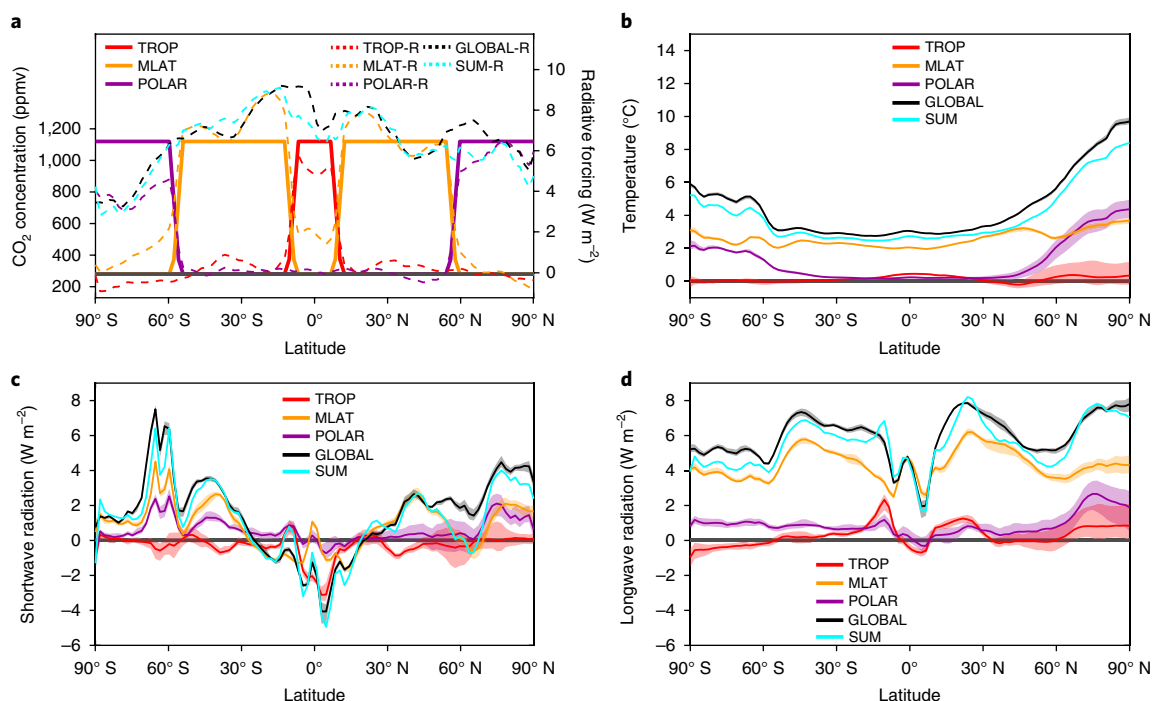 a
TROP
MLAT
POLAR
TROP-R
MLAT-R
POLAR-R
GLOBAL-R
SUM-R
CO2 concentration (ppmv)
1,200
1,000
800
600
400
200
10
8
6
4
2
0
Radiative forcing (W m−2)
90° S
60° S
30° S
0°
30° N
60° N
90° N
Latitude
b
TROP
MLAT
POLAR
GLOBAL
SUM
Temperature (°C)
14
12
10
8
6
4
2
0
90° S
60° S
30° S
0°
30° N
60° N
90° N
Latitude
c
TROP
MLAT
POLAR
GLOBAL
SUM
Shortwave radiation (W m−2)
8
6
4
2
0
−2
−4
−6
90° S
60° S
30° S
0°
30° N
60° N
90° N
Latitude
d
Longwave radiation (W m−2)
8
6
4
2
0
−2
−4
−6
TROP
MLAT
POLAR
GLOBAL
SUM
90° S
60° S
30° S
0°
30° N
60° N
90° N
Latitude